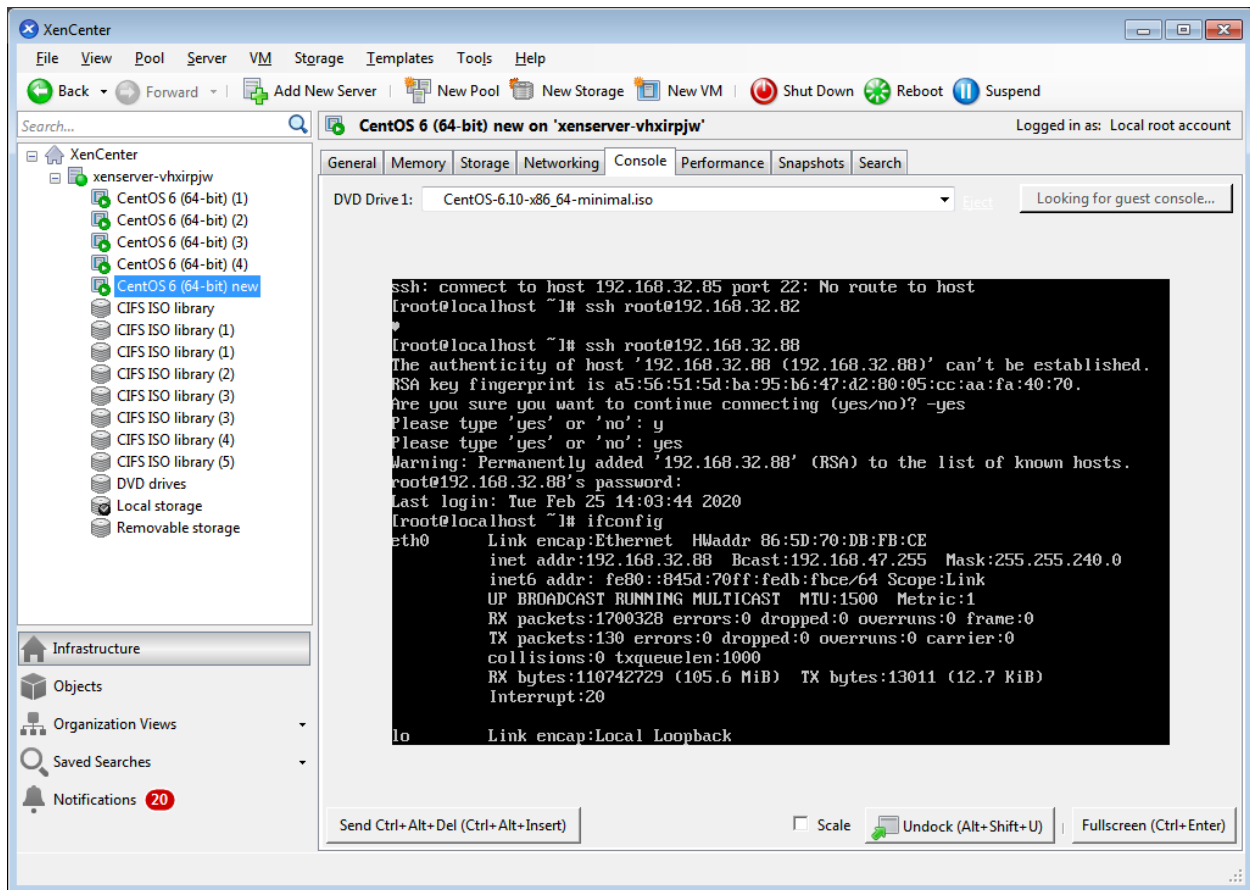 XenCenter
File View Pool Server VM Storage Templates Tools Help
Back Forward Add New Server New Pool New Storage New VM Shut Down Reboot Suspend
Search...
CentOS 6 (64-bit) new on 'xenserver-vhxirpjw' Logged in as: Local root account
XenCenter
xenserver-vhxirpjw
CentOS 6 (64-bit) (1)
CentOS 6 (64-bit) (2)
CentOS 6 (64-bit) (3)
CentOS 6 (64-bit) (4)
CentOS 6 (64-bit) new
CIFS ISO library
CIFS ISO library (1)
CIFS ISO library (1)
CIFS ISO library (2)
CIFS ISO library (3)
CIFS ISO library (3)
CIFS ISO library (4)
CIFS ISO library (5)
DVD drives
Local storage
Removable storage
Infrastructure
Objects
Organization Views
Saved Searches
Notifications 20
General Memory Storage Networking Console Performance Snapshots Search
DVD Drive 1: CentOS-6.10-x86_64-minimal.iso Eject Looking for guest console...
ssh: connect to host 192.168.32.85 port 22: No route to host
[root@localhost ~]# ssh root@192.168.32.82
♥
[root@localhost ~]# ssh root@192.168.32.88
The authenticity of host '192.168.32.88 (192.168.32.88)' can't be established.
RSA key fingerprint is a5:56:51:5d:ba:95:b6:47:d2:80:05:cc:aa:fa:40:70.
Are you sure you want to continue connecting (yes/no)? -yes
Please type 'yes' or 'no': y
Please type 'yes' or 'no': yes
Warning: Permanently added '192.168.32.88' (RSA) to the list of known hosts.
root@192.168.32.88's password:
Last login: Tue Feb 25 14:03:44 2020
[root@localhost ~]# ifconfig
eth0 Link encap:Ethernet HWaddr 86:5D:70:DB:FB:CE
inet addr:192.168.32.88 Bcast:192.168.47.255 Mask:255.255.240.0
inet6 addr: fe80::845d:70ff:fedb:fbce/64 Scope:Link
UP BROADCAST RUNNING MULTICAST MTU:1500 Metric:1
RX packets:1700328 errors:0 dropped:0 overruns:0 frame:0
TX packets:130 errors:0 dropped:0 overruns:0 carrier:0
collisions:0 txqueuelen:1000
RX bytes:110742729 (105.6 MiB) TX bytes:13011 (12.7 KiB)
Interrupt:20
lo Link encap:Local Loopback
Send Ctrl+Alt+Del (Ctrl+Alt+Insert) Scale Undock (Alt+Shift+U) Fullscreen (Ctrl+Enter)